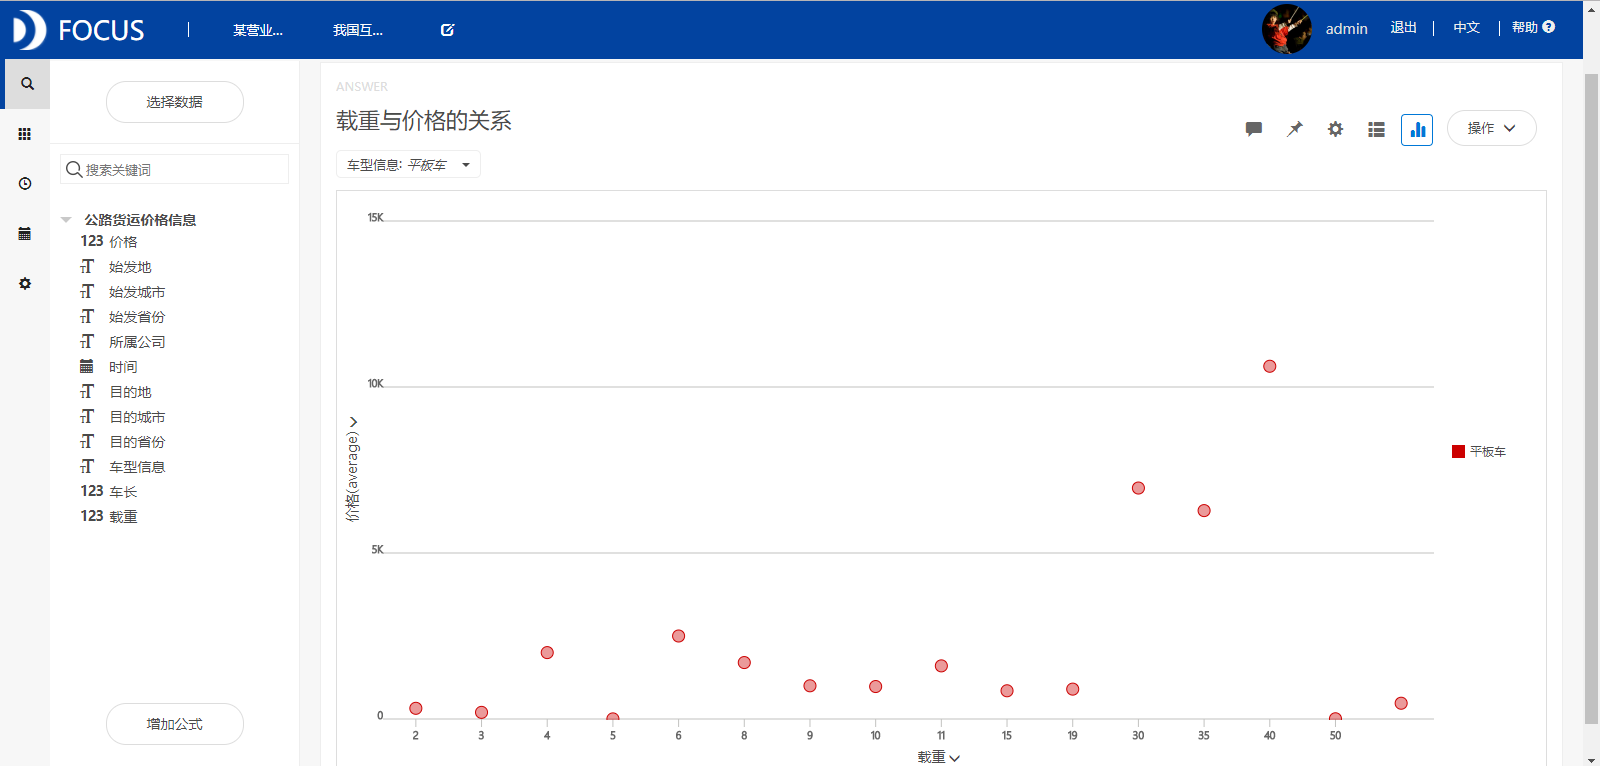 FOCUS
某营业...
我国互...
admin
退出
中文
帮助
选择数据
搜索关键词
公路货运价格信息
123 价格
始发地
始发城市
始发省份
所属公司
时间
目的地
目的城市
目的省份
车型信息
123 车长
123 载重
增加公式
ANSWER
载重与价格的关系
操作
车型信息: 平板车
15K
10K
5K
0
价格(average)
2 3 4 5 6 8 9 10 11 15 19 30 35 40 50
载重
平板车